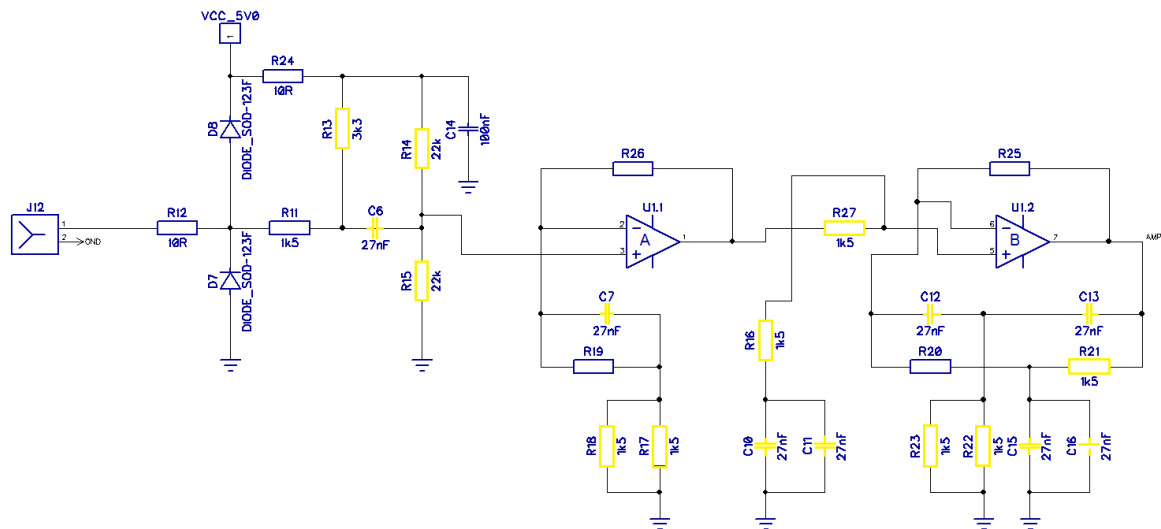 VCC_5V0
1
R24
10R
D8
DIODE_SOD-123F
R13
3k3
R14
22k
C14
100nF
J12
1
2
GND
R12
10R
R11
1k5
C6
27nF
D7
DIODE_SOD-123F
R15
22k
R26
U1.1
2
3
A
1
C7
27nF
R19
R18
1k5
R17
1k5
R27
1k5
R16
1k5
C10
27nF
C11
27nF
R25
U1.2
6
5
B
7
AMP
C12
27nF
C13
27nF
R20
R21
1k5
R23
1k5
R22
1k5
C15
27nF
C16
27nF